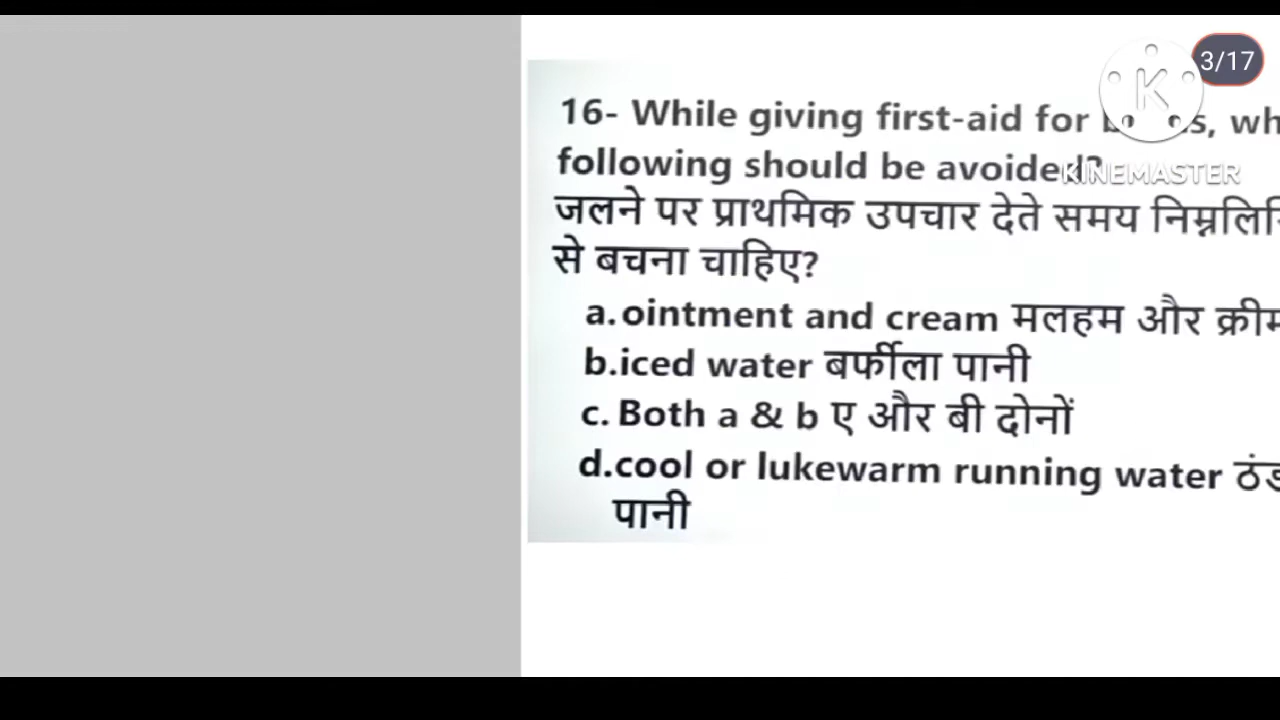 3/17
K
KINEMASTER
16- While giving first-aid for
following should be avoided?
जलने पर प्राथमिक उपचार देते समय
से बचना चाहिए?
a. ointment and cream मलहम और क्रीम
b.iced water बर्फीला पानी
c. Both a & b ए और बी दोनों
d.cool or lukewarm running water
पानी